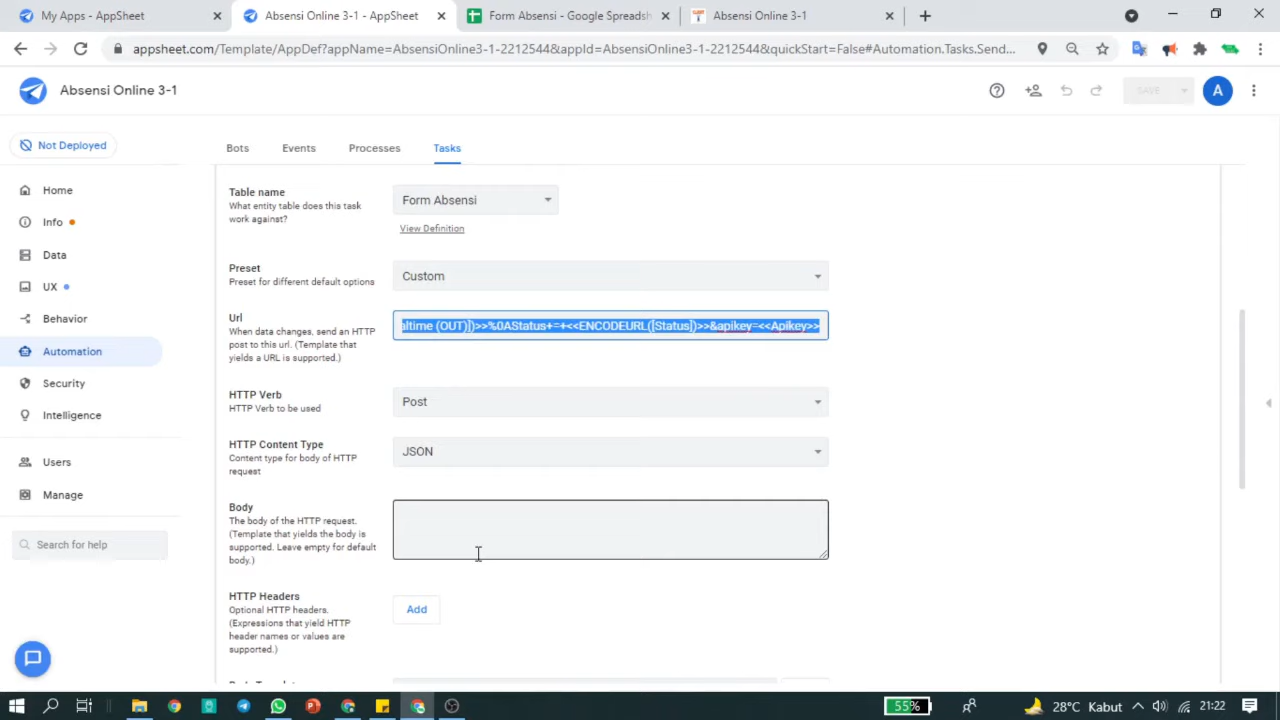 My Apps - AppSheet
Absensi Online 3-1 - AppSheet
Form Absensi - Google Spreadsh
Absensi Online 3-1
appsheet.com/Template/AppDef?appName=AbsensiOnline3-1-2212544&appId=AbsensiOnline3-1-2212544&quickStart=False#Automation.Tasks.Send...
Absensi Online 3-1
SAVE
A
Not Deployed
Bots
Events
Processes
Tasks
Home
Info
Data
UX
Behavior
Automation
Security
Intelligence
Users
Manage
Search for help
Table name
What entity table does this task
work against?
Form Absensi
View Definition
Preset
Preset for different default options
Custom
Url
When data changes, send an HTTP
post to this url. (Template that
yields a URL is supported.)
altime (OUT)])>>%0AStatus+=+<<ENCODEURL([Status])>>&apikey=<<Apikey>>
HTTP Verb
HTTP Verb to be used
Post
HTTP Content Type
Content type for body of HTTP
request
JSON
Body
The body of the HTTP request.
(Template that yields the body is
supported. Leave empty for default
body.)
HTTP Headers
Optional HTTP headers.
(Expressions that yield HTTP
header names or values are
supported.)
Add
55%
28°C Kabut
21:22